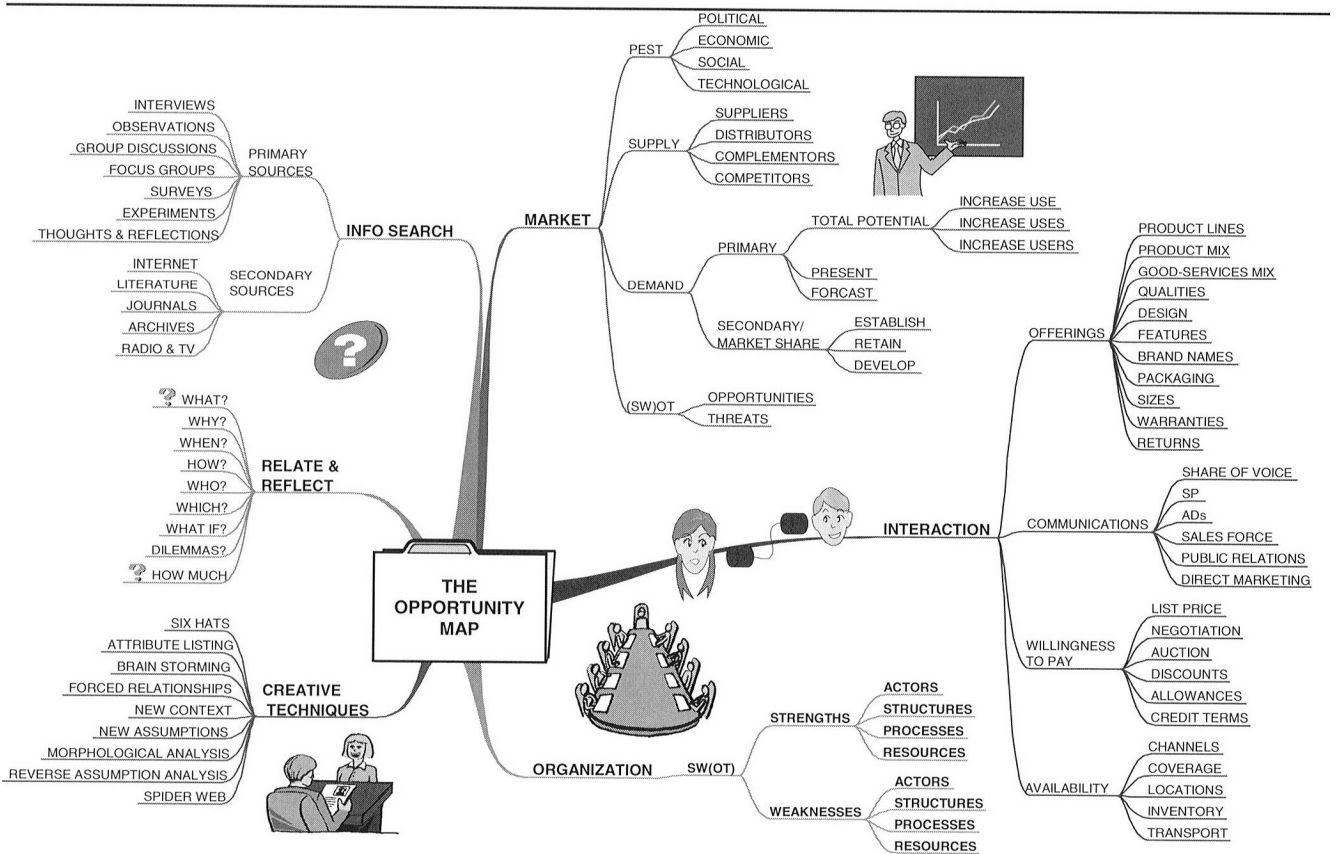 THE
OPPORTUNITY
MAP
INFO SEARCH
PRIMARY
SOURCES
INTERVIEWS
OBSERVATIONS
GROUP DISCUSSIONS
FOCUS GROUPS
SURVEYS
EXPERIMENTS
THOUGHTS & REFLECTIONS
SECONDARY
SOURCES
INTERNET
LITERATURE
JOURNALS
ARCHIVES
RADIO & TV
?
RELATE &
REFLECT
? WHAT?
WHY?
WHEN?
HOW?
WHO?
WHICH?
WHAT IF?
DILEMMAS?
? HOW MUCH
CREATIVE
TECHNIQUES
SIX HATS
ATTRIBUTE LISTING
BRAIN STORMING
FORCED RELATIONSHIPS
NEW CONTEXT
NEW ASSUMPTIONS
MORPHOLOGICAL ANALYSIS
REVERSE ASSUMPTION ANALYSIS
SPIDER WEB
MARKET
PEST
POLITICAL
ECONOMIC
SOCIAL
TECHNOLOGICAL
SUPPLY
SUPPLIERS
DISTRIBUTORS
COMPLEMENTORS
COMPETITORS
DEMAND
PRIMARY
TOTAL POTENTIAL
INCREASE USE
INCREASE USES
INCREASE USERS
PRESENT
FORCAST
SECONDARY/
MARKET SHARE
ESTABLISH
RETAIN
DEVELOP
(SW)OT
OPPORTUNITIES
THREATS
INTERACTION
OFFERINGS
PRODUCT LINES
PRODUCT MIX
GOOD-SERVICES MIX
QUALITIES
DESIGN
FEATURES
BRAND NAMES
PACKAGING
SIZES
WARRANTIES
RETURNS
COMMUNICATIONS
SHARE OF VOICE
SP
ADs
SALES FORCE
PUBLIC RELATIONS
DIRECT MARKETING
WILLINGNESS
TO PAY
LIST PRICE
NEGOTIATION
AUCTION
DISCOUNTS
ALLOWANCES
CREDIT TERMS
AVAILABILITY
CHANNELS
COVERAGE
LOCATIONS
INVENTORY
TRANSPORT
ORGANIZATION
SW(OT)
STRENGTHS
ACTORS
STRUCTURES
PROCESSES
RESOURCES
WEAKNESSES
ACTORS
STRUCTURES
PROCESSES
RESOURCES